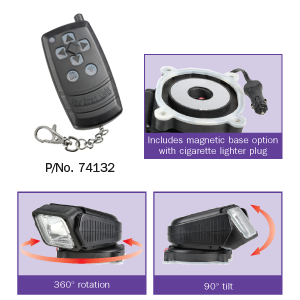 P/No. 74132
Includes magnetic base option
with cigarette lighter plug
360° rotation
90° tilt